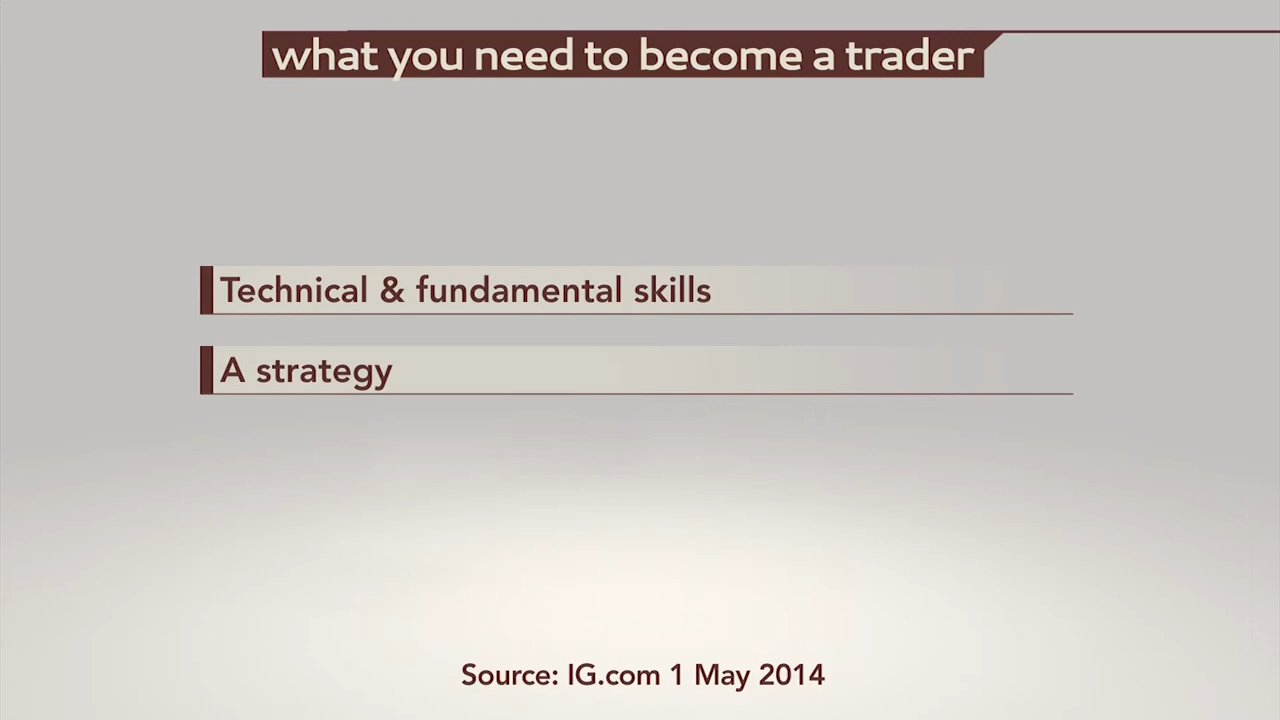 what you need to become a trader
Technical & fundamental skills
A strategy
Source: IG.com 1 May 2014